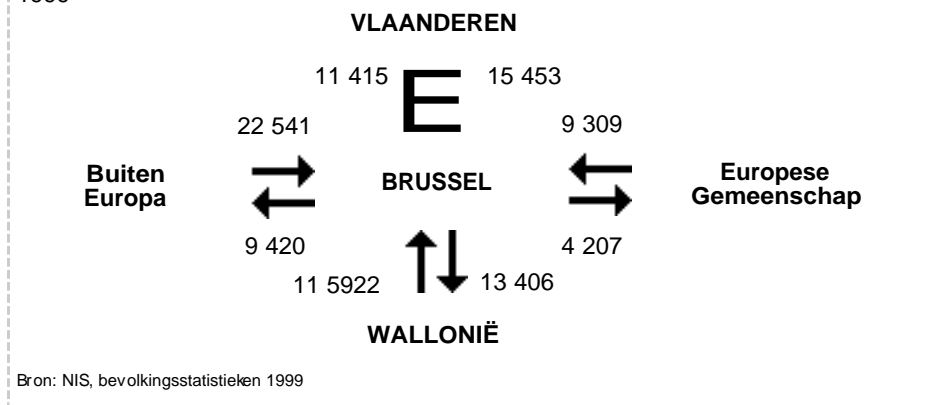 VLAANDEREN
11 415 E 15 453
22 541 9 309
Buiten
Europa
BRUSSEL
Europese
Gemeenschap
9 420 4 207
11 5922 13 406
WALLONIË
Bron: NIS, bevolkingsstatistieken 1999